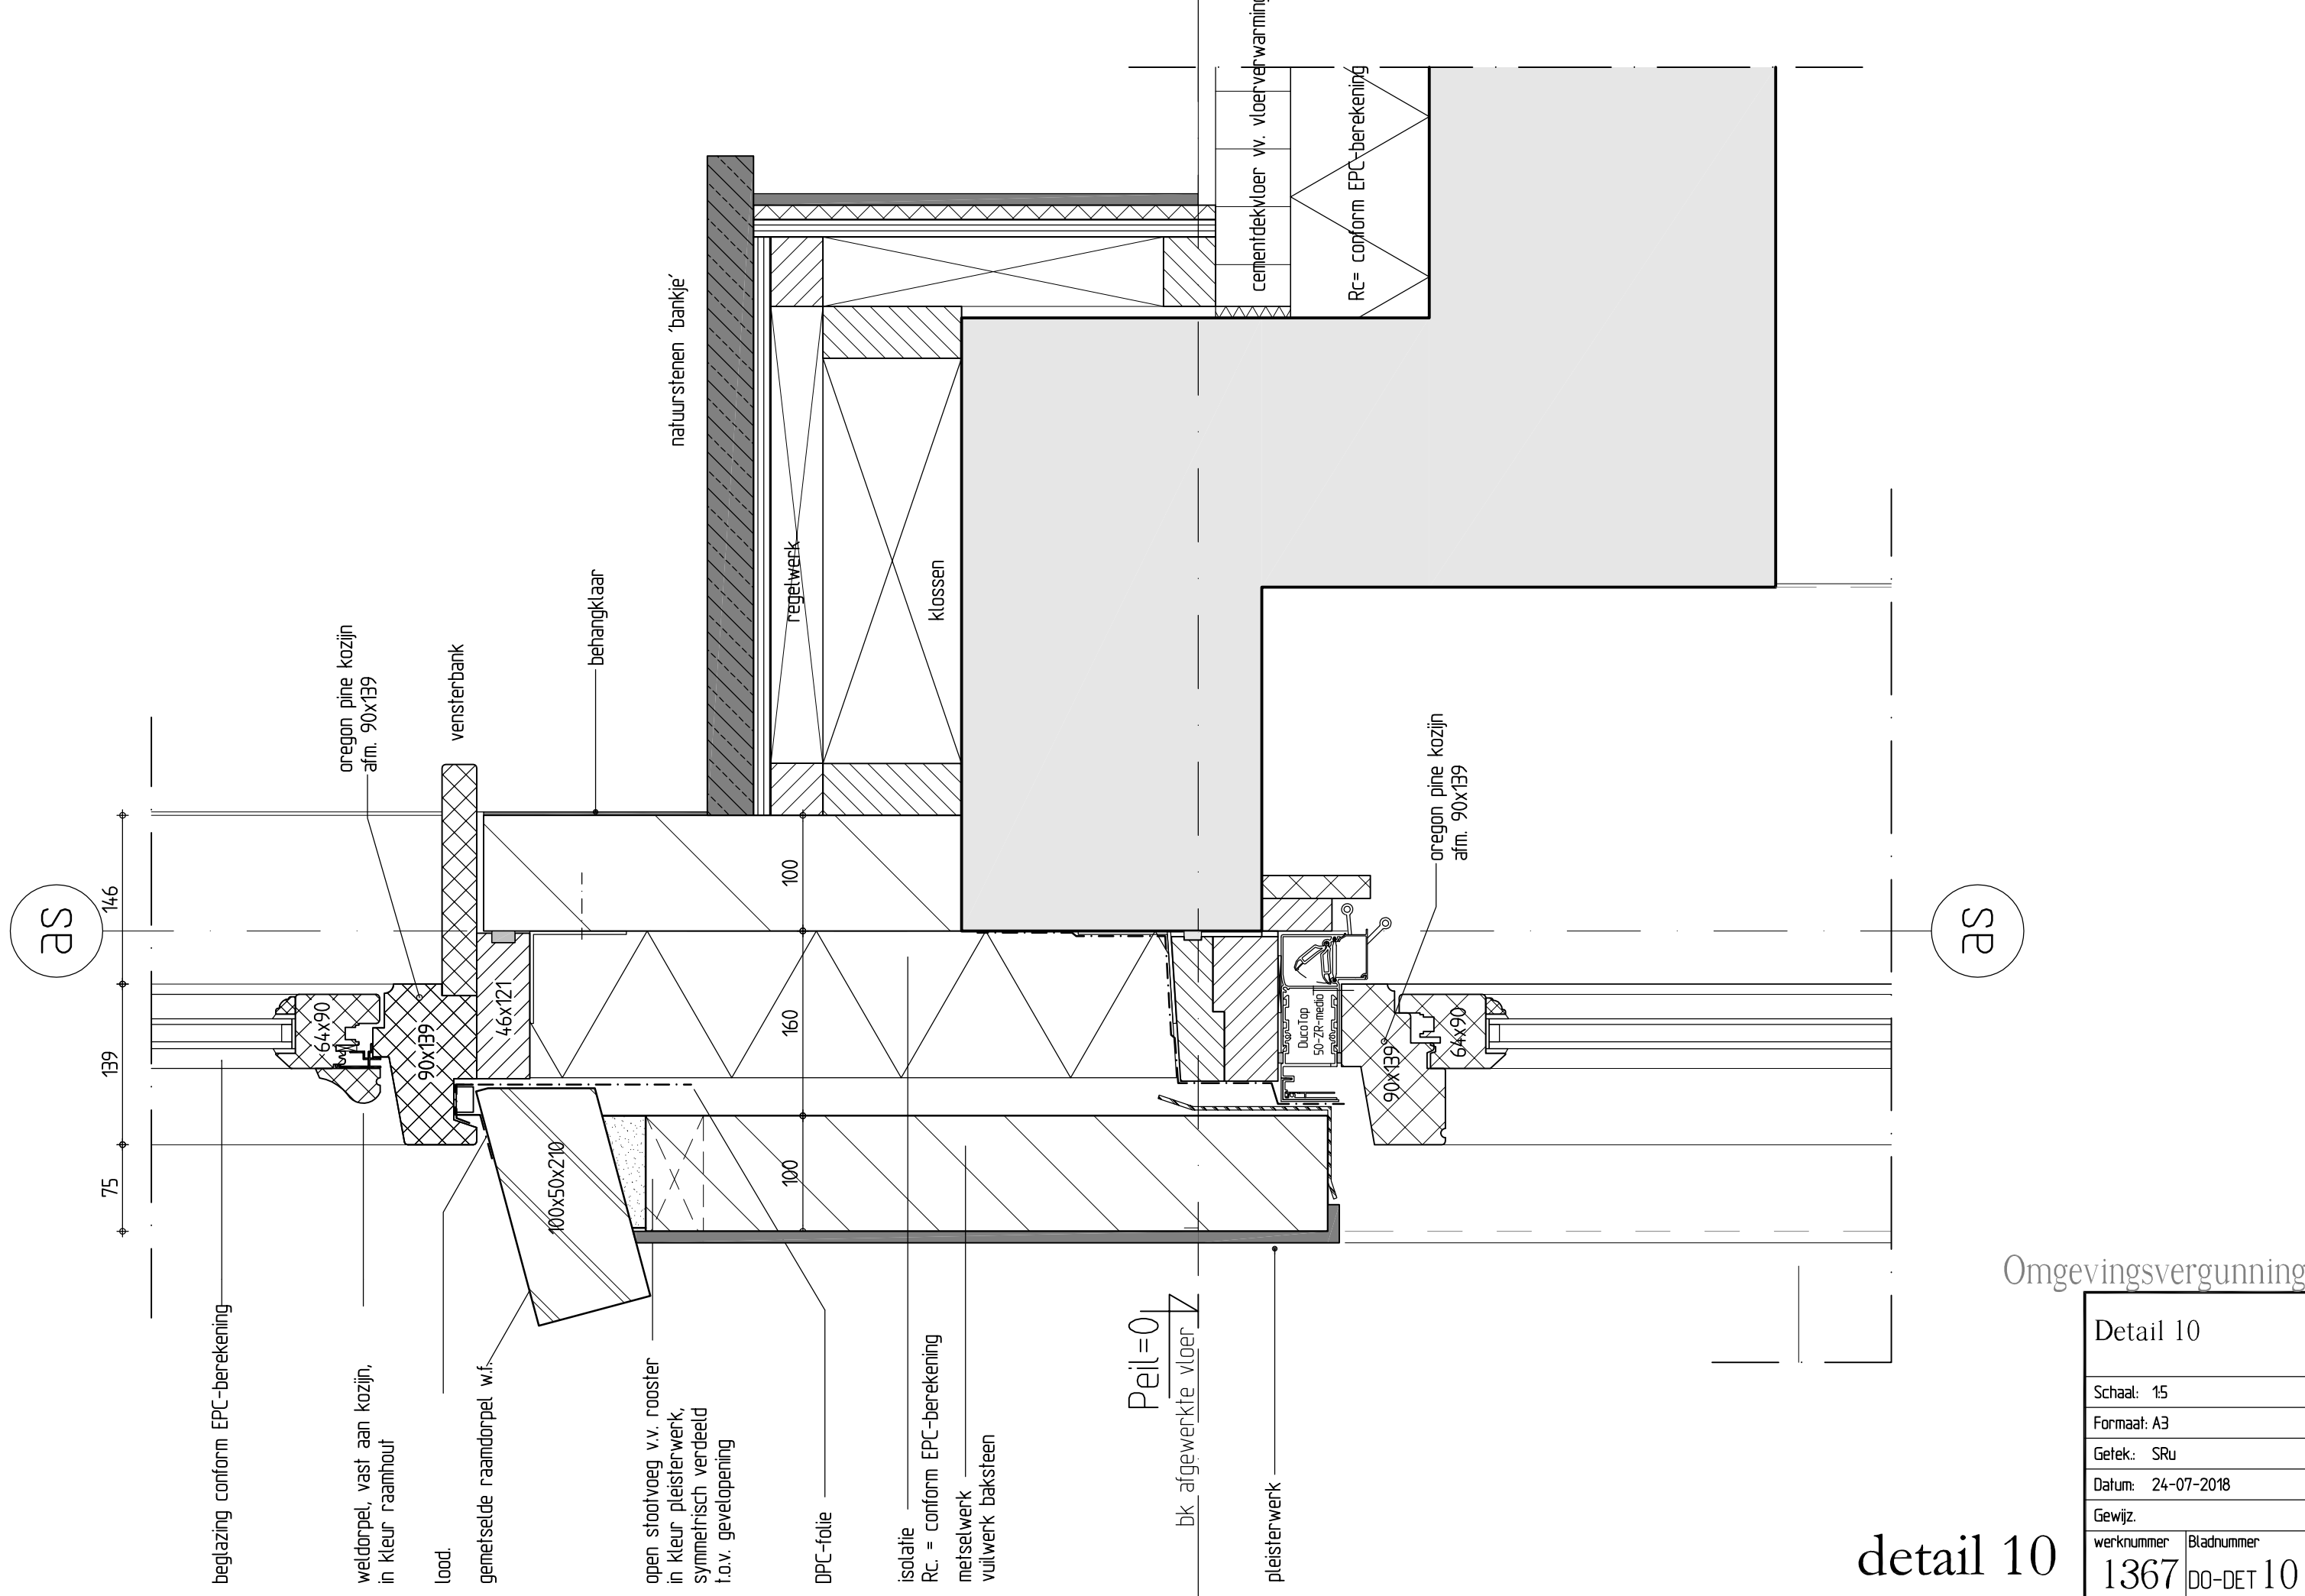 cementdekvloer vv. vloerverwarming
Rc= conform EPC-berekening
natuurstenen 'bankje'
regelwerk
klossen
behangklaar
oregon pine kozijn
afm. 90x139
vensterbank
oregon pine kozijn
afm. 90x139
as
as
146
139
75
100
160
100
64x90
90x139
46x121
100x50x210
DucoTop
50-ZR-medio
90x139
64x90
beglazing conform EPC-berekening
weldorpel, vast aan kozijn,
in kleur raamhout
lood.
gemetselde raamdorpel w.f.
open stootvoeg v.v. rooster
in kleur pleisterwerk,
symmetrisch verdeeld
t.o.v. gevelopening
DPC-folie
isolatie
Rc. = conform EPC-berekening
metselwerk
vuilwerk baksteen
Peil=0
bk afgewerkte vloer
pleisterwerk
Omgevingsvergunning
Detail 10
Schaal: 1:5
Formaat: A3
Getek.: SRu
Datum: 24-07-2018
Gewijz.
werknummer Bladnummer
1367 DO-DET 10
detail 10